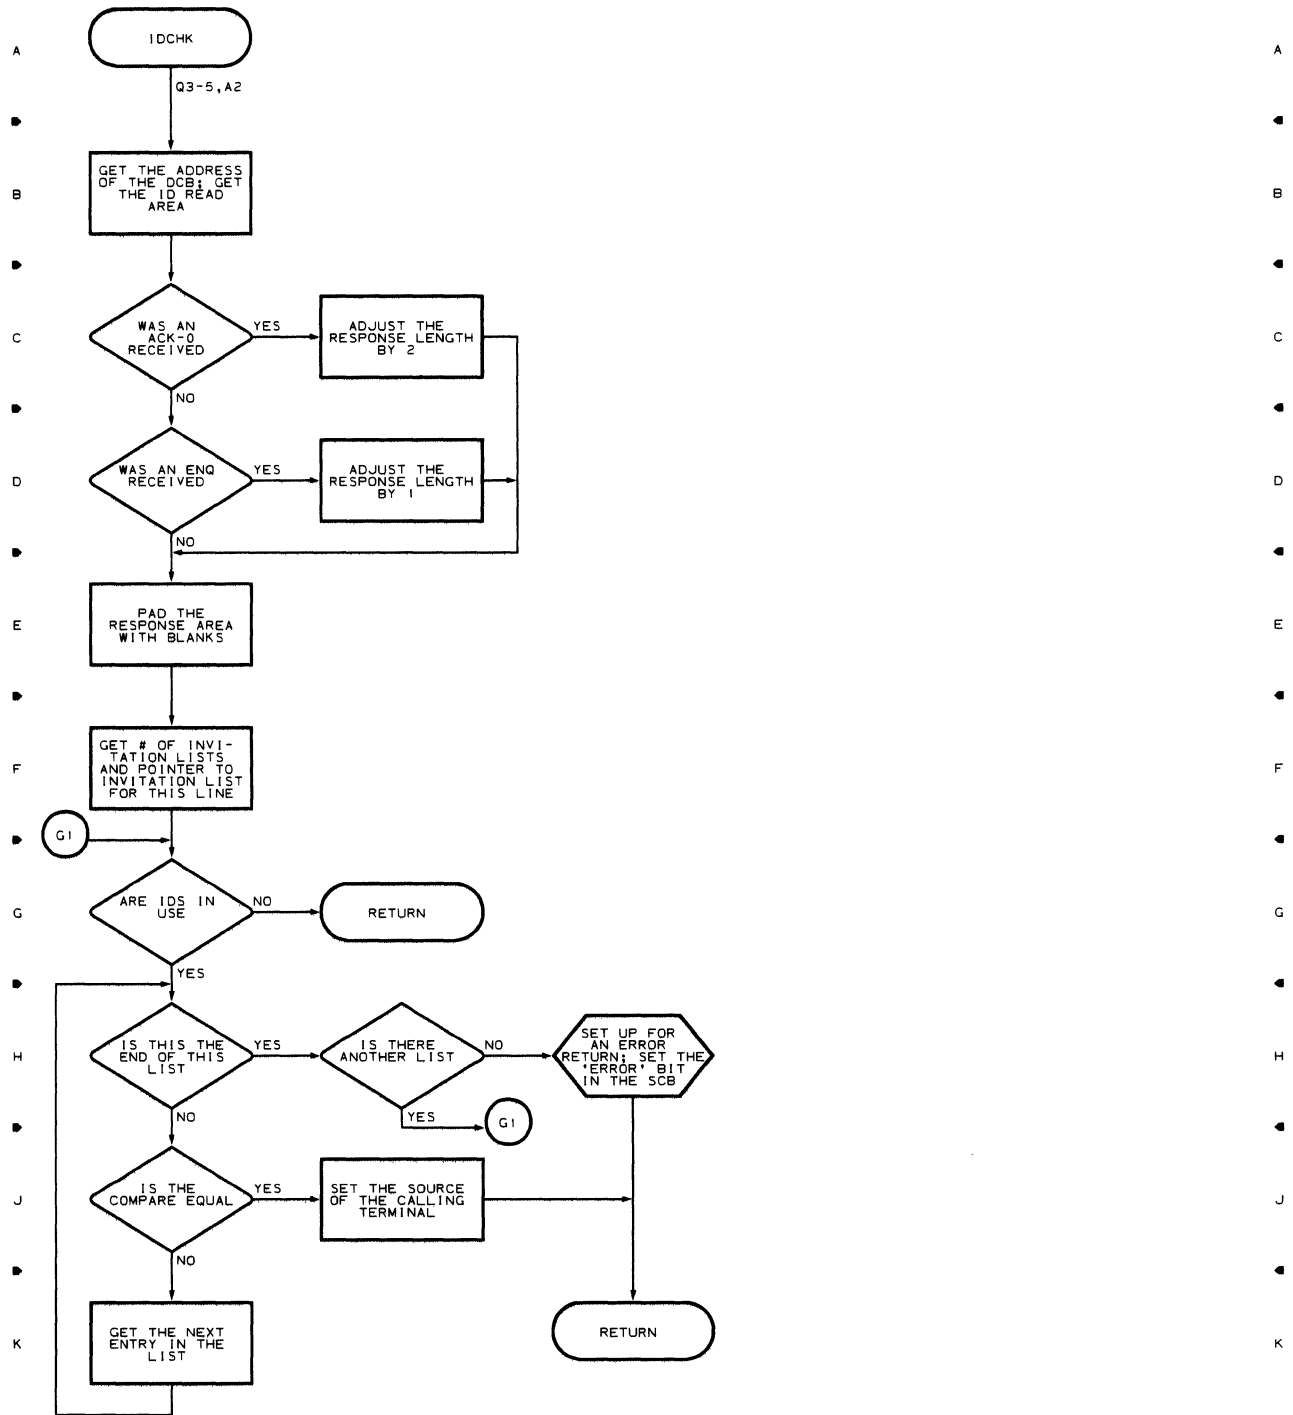 IDCHK
A
A
Q3-5,A2
GET THE ADDRESS
OF THE DCB; GET
THE ID READ
AREA
B
B
WAS AN
ACK-0
RECEIVED
YES
ADJUST THE
RESPONSE LENGTH
BY 2
C
C
NO
WAS AN ENQ
RECEIVED
YES
ADJUST THE
RESPONSE LENGTH
BY 1
D
D
NO
PAD THE
RESPONSE AREA
WITH BLANKS
E
E
GET # OF INVI-
TATION LISTS
AND POINTER TO
INVITATION LIST
FOR THIS LINE
F
F
G1
ARE IDS IN
USE
NO
RETURN
G
G
YES
IS THIS THE
END OF THIS
LIST
YES
IS THERE
ANOTHER LIST
NO
SET UP FOR
AN ERROR
RETURN; SET THE
'ERROR' BIT
IN THE SCB
H
H
NO
YES
G1
IS THE
COMPARE EQUAL
YES
SET THE SOURCE
OF THE CALLING
TERMINAL
J
J
NO
GET THE NEXT
ENTRY IN THE
LIST
RETURN
K
K